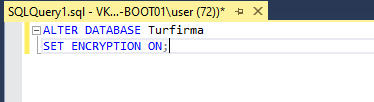 SQLQuery1.sql - VK...-BOOT01\user (72))*
ALTER DATABASE Turfirma
SET ENCRYPTION ON;